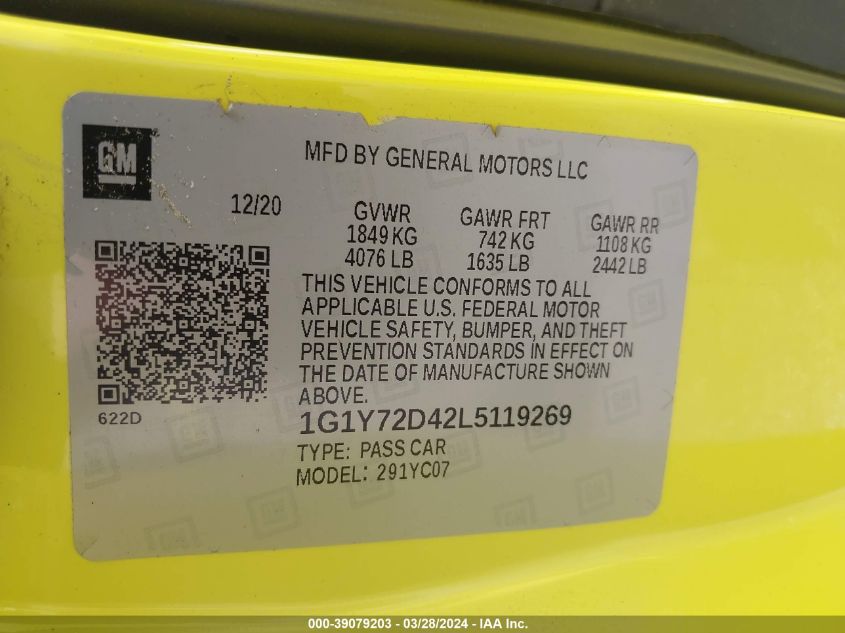 GM
MFD BY GENERAL MOTORS LLC
12/20 GVWR GAWR FRT GAWR RR
1849 KG 742 KG 1108 KG
4076 LB 1635 LB 2442 LB
THIS VEHICLE CONFORMS TO ALL
APPLICABLE U.S. FEDERAL MOTOR
VEHICLE SAFETY, BUMPER, AND THEFT
PREVENTION STANDARDS IN EFFECT ON
THE DATE OF MANUFACTURE SHOWN
ABOVE.
622D
1G1Y72D42L5119269
TYPE: PASS CAR
MODEL: 291YC07
000-39079203 - 03/28/2024 - IAA Inc.